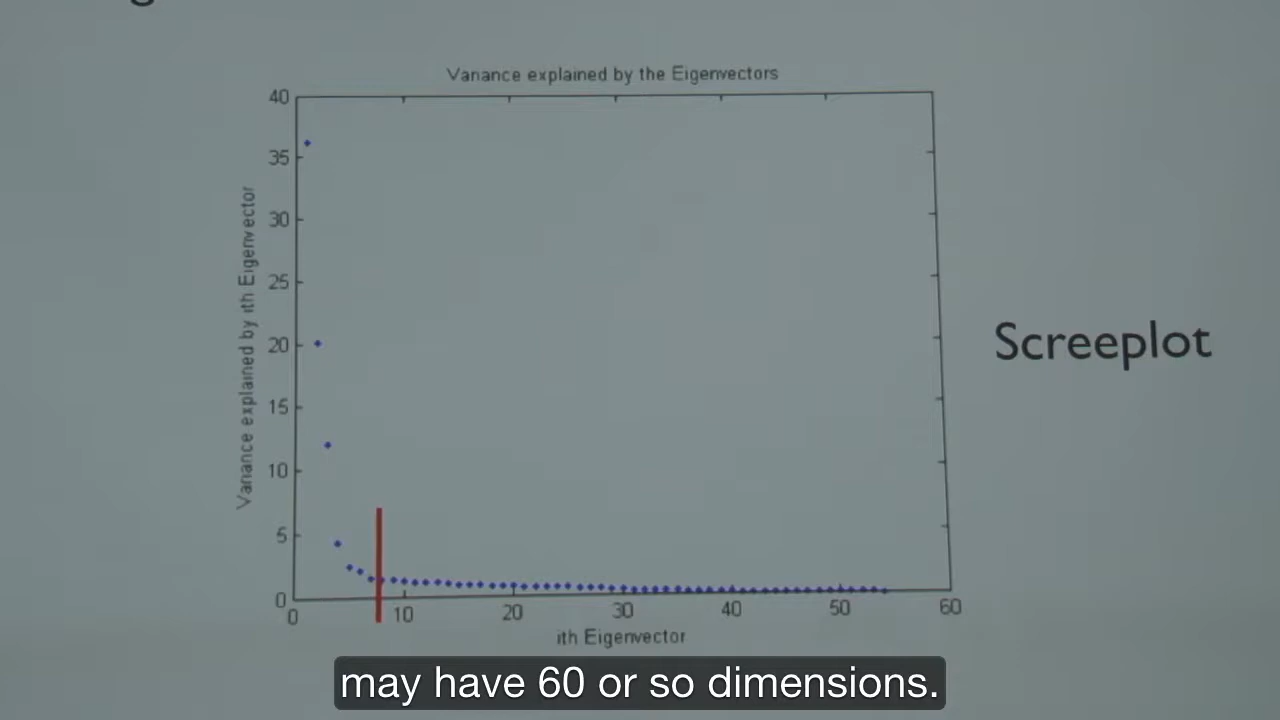 Vanance explained by the Eigenvectors
40
35
30
25
20
15
10
5
0
Variance explained by ith Eigenvector
0 10 20 30 40 50 60
ith Eigenvector
Screeplot
may have 60 or so dimensions.